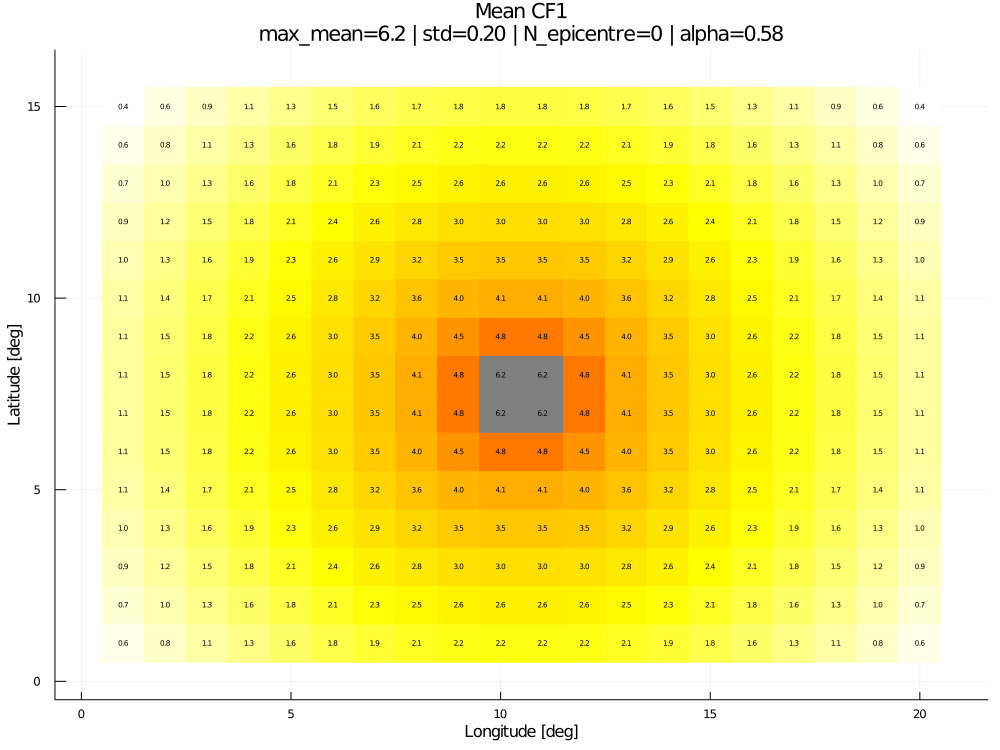 Mean CF1
max_mean=6.2 | std=0.20 | N_epicentre=0 | alpha=0.58
15 0.4 0.6 0.9 1.1 1.3 1.5 1.6 1.7 1.8 1.8 1.8 1.8 1.7 1.6 1.5 1.3 1.1 0.9 0.6 0.4
0.6 0.8 1.1 1.3 1.6 1.8 1.9 2.1 2.2 2.2 2.2 2.2 2.1 1.9 1.8 1.6 1.3 1.1 0.8 0.6
0.7 1.0 1.3 1.6 1.8 2.1 2.3 2.5 2.6 2.6 2.6 2.6 2.5 2.3 2.1 1.8 1.6 1.3 1.0 0.7
0.9 1.2 1.5 1.8 2.1 2.4 2.6 2.8 3.0 3.0 3.0 3.0 2.8 2.6 2.4 2.1 1.8 1.5 1.2 0.9
1.0 1.3 1.6 1.9 2.3 2.6 2.9 3.2 3.5 3.5 3.5 3.5 3.2 2.9 2.6 2.3 1.9 1.6 1.3 1.0
10 1.1 1.4 1.7 2.1 2.5 2.8 3.2 3.6 4.0 4.1 4.1 4.0 3.6 3.2 2.8 2.5 2.1 1.7 1.4 1.1
1.1 1.5 1.8 2.2 2.6 3.0 3.5 4.0 4.5 4.8 4.8 4.5 4.0 3.5 3.0 2.6 2.2 1.8 1.5 1.1
1.1 1.5 1.8 2.2 2.6 3.0 3.5 4.1 4.8 6.2 6.2 4.8 4.1 3.5 3.0 2.6 2.2 1.8 1.5 1.1
Latitude [deg]
1.1 1.5 1.8 2.2 2.6 3.0 3.5 4.1 4.8 6.2 6.2 4.8 4.1 3.5 3.0 2.6 2.2 1.8 1.5 1.1
1.1 1.5 1.8 2.2 2.6 3.0 3.5 4.0 4.5 4.8 4.8 4.5 4.0 3.5 3.0 2.6 2.2 1.8 1.5 1.1
5 1.1 1.4 1.7 2.1 2.5 2.8 3.2 3.6 4.0 4.1 4.1 4.0 3.6 3.2 2.8 2.5 2.1 1.7 1.4 1.1
1.0 1.3 1.6 1.9 2.3 2.6 2.9 3.2 3.5 3.5 3.5 3.5 3.2 2.9 2.6 2.3 1.9 1.6 1.3 1.0
0.9 1.2 1.5 1.8 2.1 2.4 2.6 2.8 3.0 3.0 3.0 3.0 2.8 2.6 2.4 2.1 1.8 1.5 1.2 0.9
0.7 1.0 1.3 1.6 1.8 2.1 2.3 2.5 2.6 2.6 2.6 2.6 2.5 2.3 2.1 1.8 1.6 1.3 1.0 0.7
0.6 0.8 1.1 1.3 1.6 1.8 1.9 2.1 2.2 2.2 2.2 2.2 2.1 1.9 1.8 1.6 1.3 1.1 0.8 0.6
0
0 5 10 15 20
Longitude [deg]